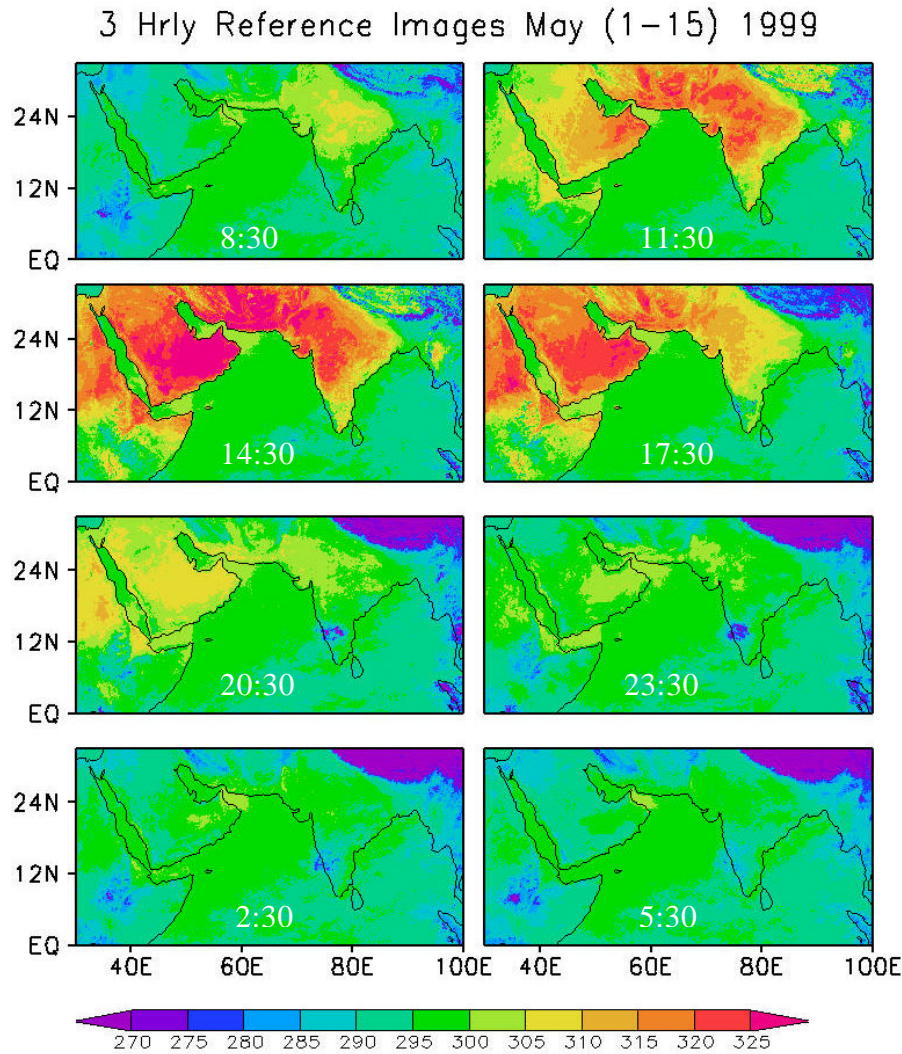 3 Hrly Reference Images May (1-15) 1999
24N
12N
EQ
8:30
11:30
24N
12N
EQ
14:30
17:30
24N
12N
EQ
20:30
23:30
24N
12N
EQ
2:30
5:30
40E 60E 80E 100E 40E 60E 80E 100E
270 275 280 285 290 295 300 305 310 315 320 325